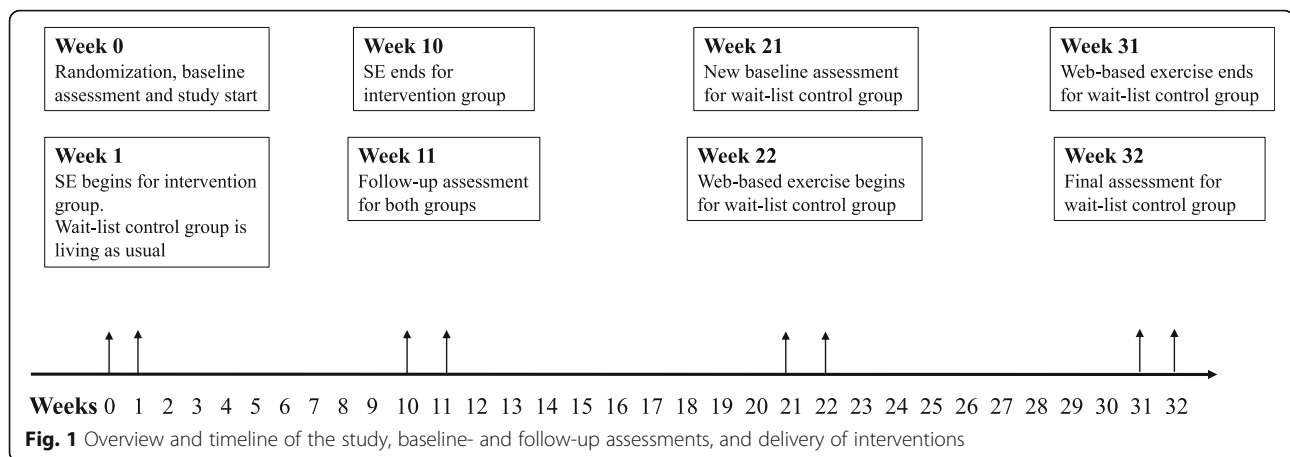 Week 0
Randomization, baseline
assessment and study start
Week 10
SE ends for
intervention group
Week 21
New baseline assessment
for wait-list control group
Week 31
Web-based exercise ends
for wait-list control group
Week 1
SE begins for intervention
group.
Wait-list control group is
living as usual
Week 11
Follow-up assessment
for both groups
Week 22
Web-based exercise begins
for wait-list control group
Week 32
Final assessment for
wait-list control group
Weeks 0 1 2 3 4 5 6 7 8 9 10 11 12 13 14 15 16 17 18 19 20 21 22 23 24 25 26 27 28 29 30 31 32
Fig. 1 Overview and timeline of the study, baseline- and follow-up assessments, and delivery of interventions